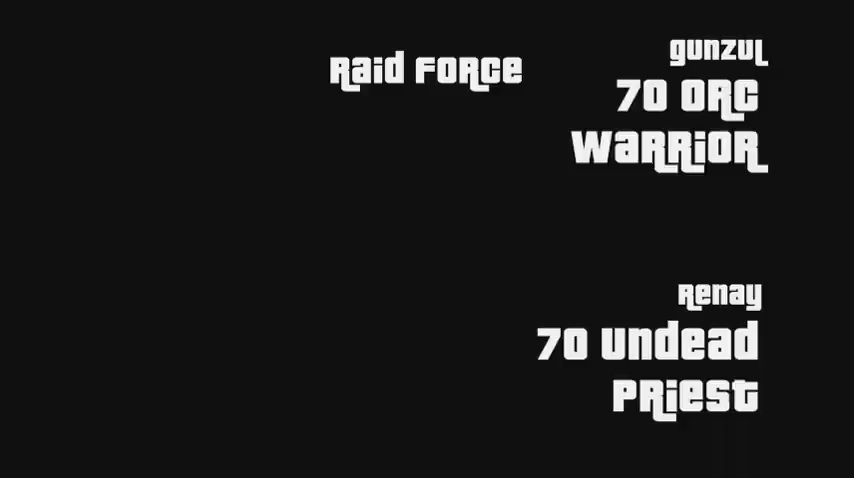 Raid Force
Gunzul
70 Orc
Warrior
Renay
70 Undead
Priest